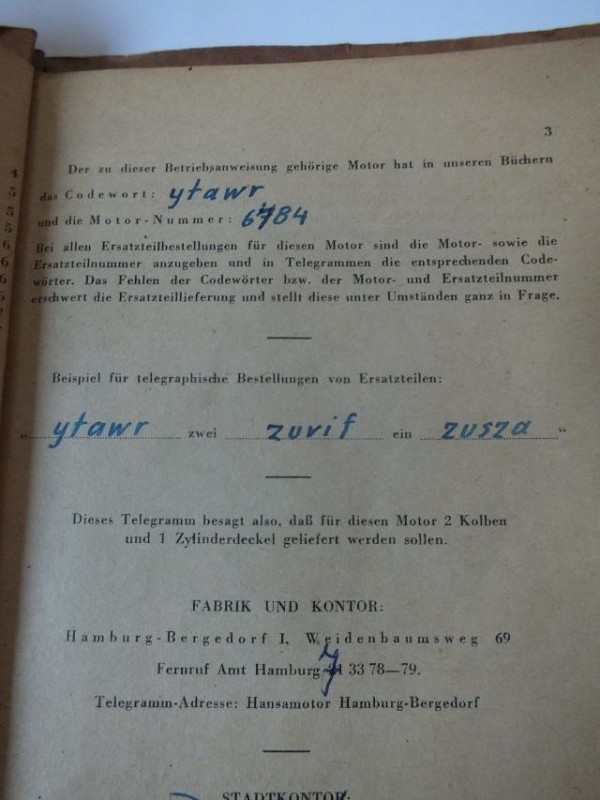 3
Der zu dieser Betriebsanweisung gehörige Motor hat in unseren Büchern
das Codewort: ytawr
und die Motor-Nummer: 6784
Bei allen Ersatzteilbestellungen für diesen Motor sind die Motor- sowie die
Ersatzteilnummer anzugeben und in Telegrammen die entsprechenden Code-
wörter. Das Fehlen der Codewörter bzw. der Motor- und Ersatzteilnummer
erschwert die Ersatzteillieferung und stellt diese unter Umständen ganz in Frage.
Beispiel für telegraphische Bestellungen von Ersatzteilen:
„ytawr zwei zurif ein zusza“
Dieses Telegramm besagt also, daß für diesen Motor 2 Kolben
und 1 Zylinderdeckel geliefert werden sollen.
FABRIK UND KONTOR:
Hamburg-Bergedorf I, Weidenbaumsweg 69
Fernruf Amt Hamburg 71 33 78—79.
Telegramm-Adresse: Hansamotor Hamburg-Bergedorf
STADTKONTOR: